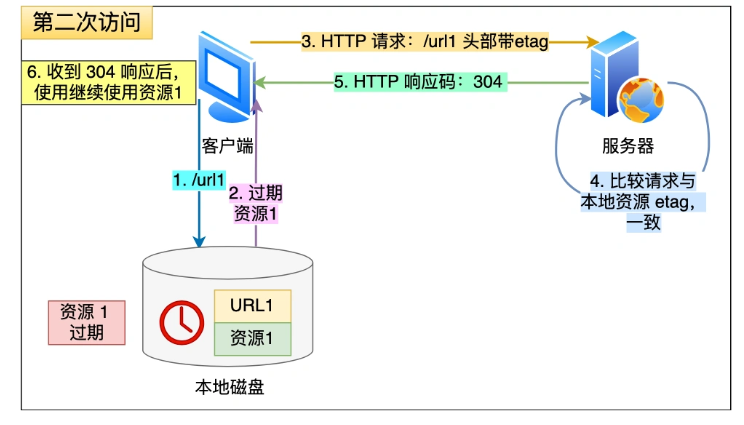 第二次访问
3. HTTP 请求：/url1 头部带etag
6. 收到 304 响应后，
使用继续使用资源1
5. HTTP 响应码：304
客户端
服务器
1. /url1
2. 过期
资源1
4. 比较请求与
本地资源 etag，
一致
资源 1
过期
URL1
资源1
本地磁盘